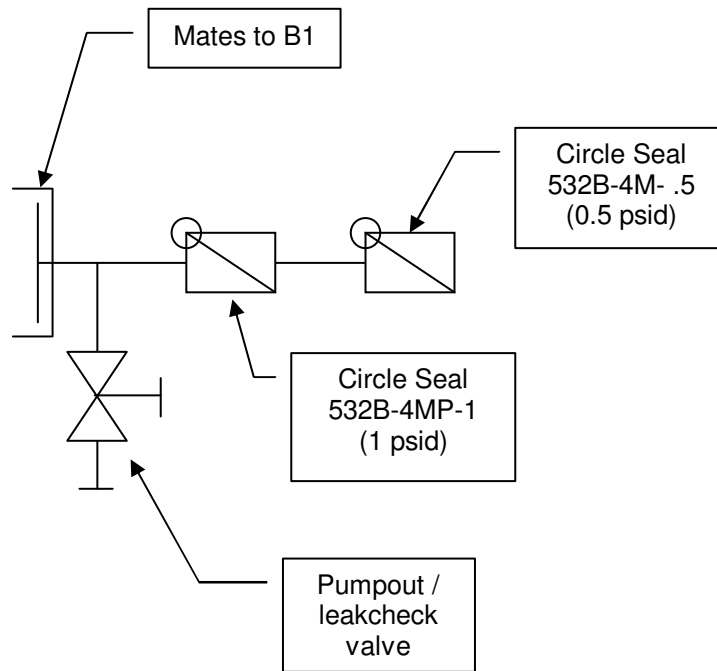 Mates to B1
Circle Seal
532B-4M- .5
(0.5 psid)
Circle Seal
532B-4MP-1
(1 psid)
Pumpout /
leakcheck
valve